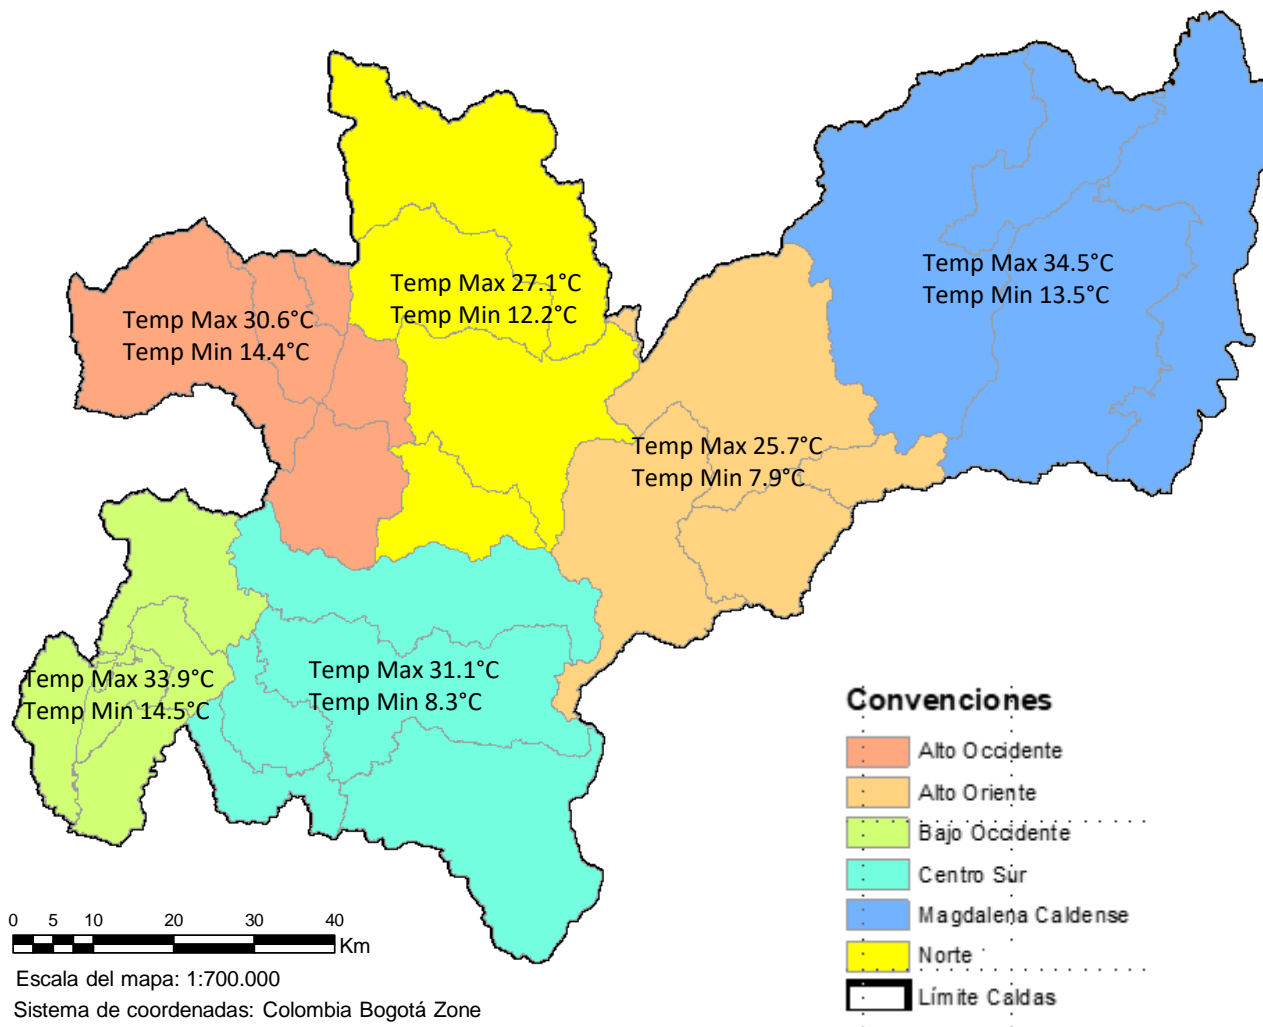 Temp Max 34.5°C
Temp Min 13.5°C
Temp Max 27.1°C
Temp Min 12.2°C
Temp Max 30.6°C
Temp Min 14.4°C
Temp Max 25.7°C
Temp Min 7.9°C
Temp Max 33.9°C
Temp Min 14.5°C
Temp Max 31.1°C
Temp Min 8.3°C
Convenciones
Alto Occidente
Alto Oriente
Bajo Occidente
Centro Sur
Magdalena Caldense
Norte
Límite Caldas
0 5 10 20 30 40
Km
Escala del mapa: 1:700.000
Sistema de coordenadas: Colombia Bogotá Zone